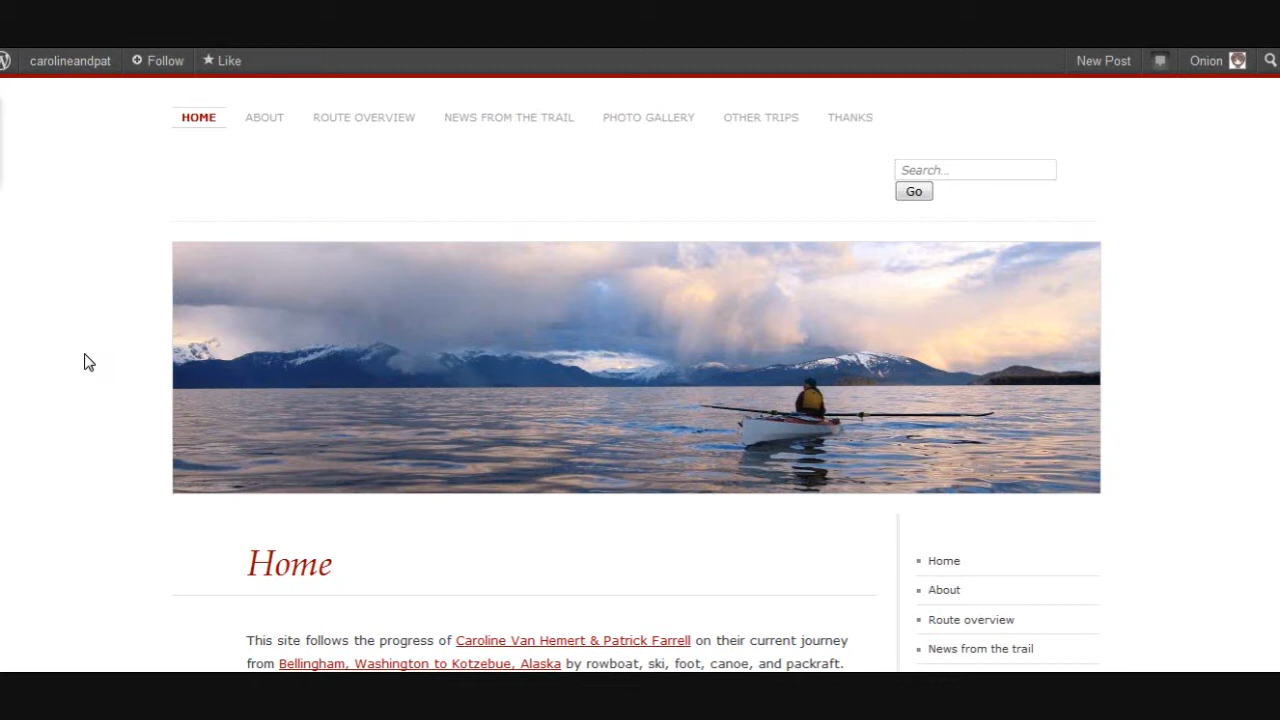 carolineandpat Follow Like New Post Onion
HOME ABOUT ROUTE OVERVIEW NEWS FROM THE TRAIL PHOTO GALLERY OTHER TRIPS THANKS
Search...
Go
Home
This site follows the progress of Caroline Van Hemert & Patrick Farrell on their current journey
from Bellingham, Washington to Kotzebue, Alaska by rowboat, ski, foot, canoe, and packraft.
Home
About
Route overview
News from the trail